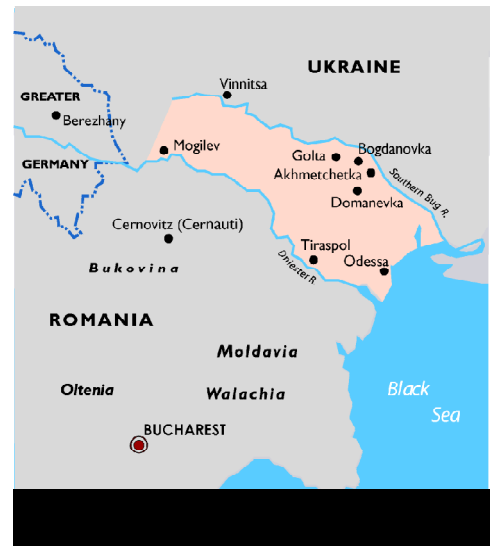 UKRAINE
Vinnitsa
GREATER
Berezhany
Mogilev
Golta
Bogdanovka
GERMANY
Akhmetchetka
Southern Bug R.
Domanevka
Cernovitz (Cernauti)
Tiraspol
Odessa
Bukovina
Dniester R
ROMANIA
Moldavia
Oltenia
Walachia
Black
Sea
BUCHAREST